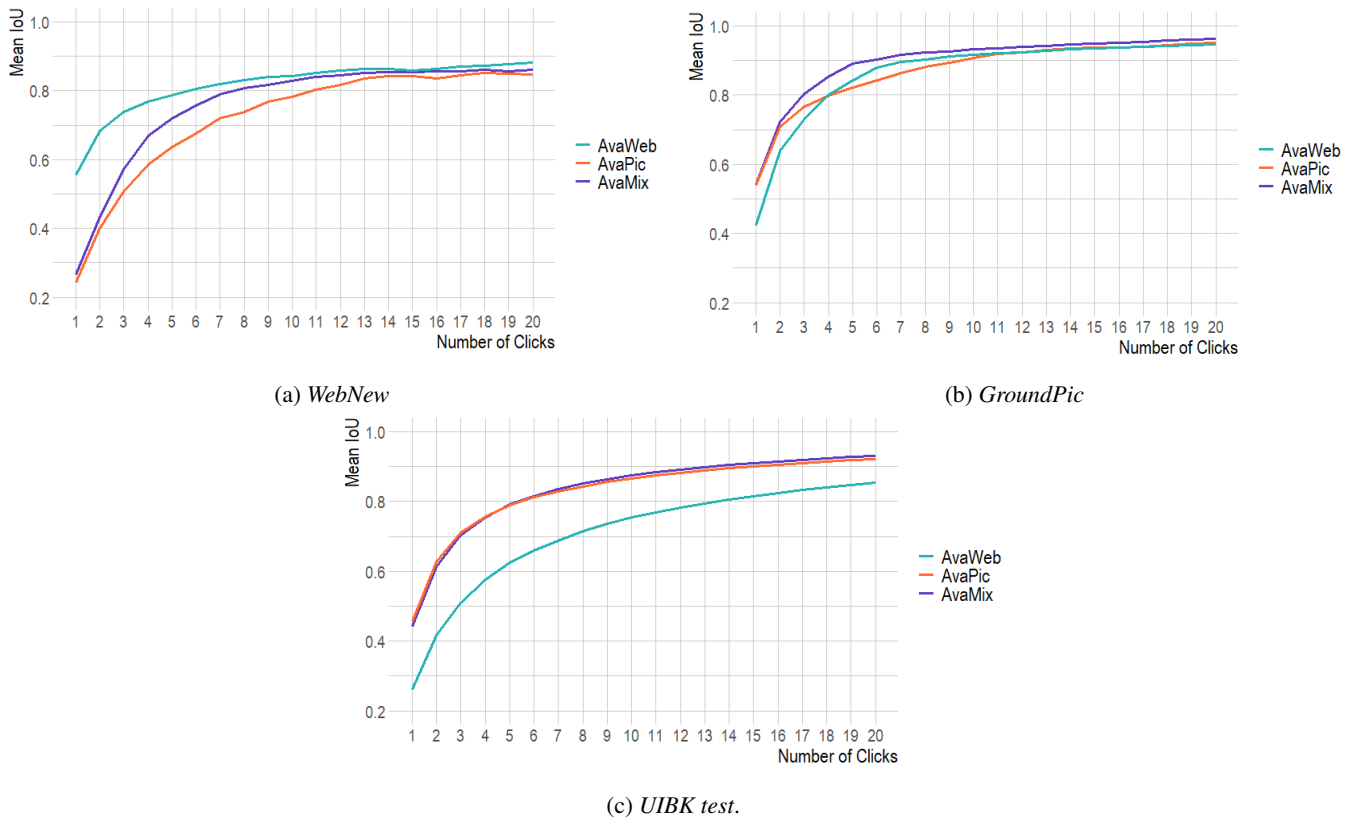 Mean IoU
1.0
0.8
0.6
0.4
0.2
1 2 3 4 5 6 7 8 9 10 11 12 13 14 15 16 17 18 19 20
Number of Clicks
AvaWeb
AvaPic
AvaMix
(a) WebNew
Mean IoU
1.0
0.8
0.6
0.4
0.2
1 2 3 4 5 6 7 8 9 10 11 12 13 14 15 16 17 18 19 20
Number of Clicks
AvaWeb
AvaPic
AvaMix
(b) GroundPic
Mean IoU
1.0
0.8
0.6
0.4
0.2
1 2 3 4 5 6 7 8 9 10 11 12 13 14 15 16 17 18 19 20
Number of Clicks
AvaWeb
AvaPic
AvaMix
(c) UIBK test.